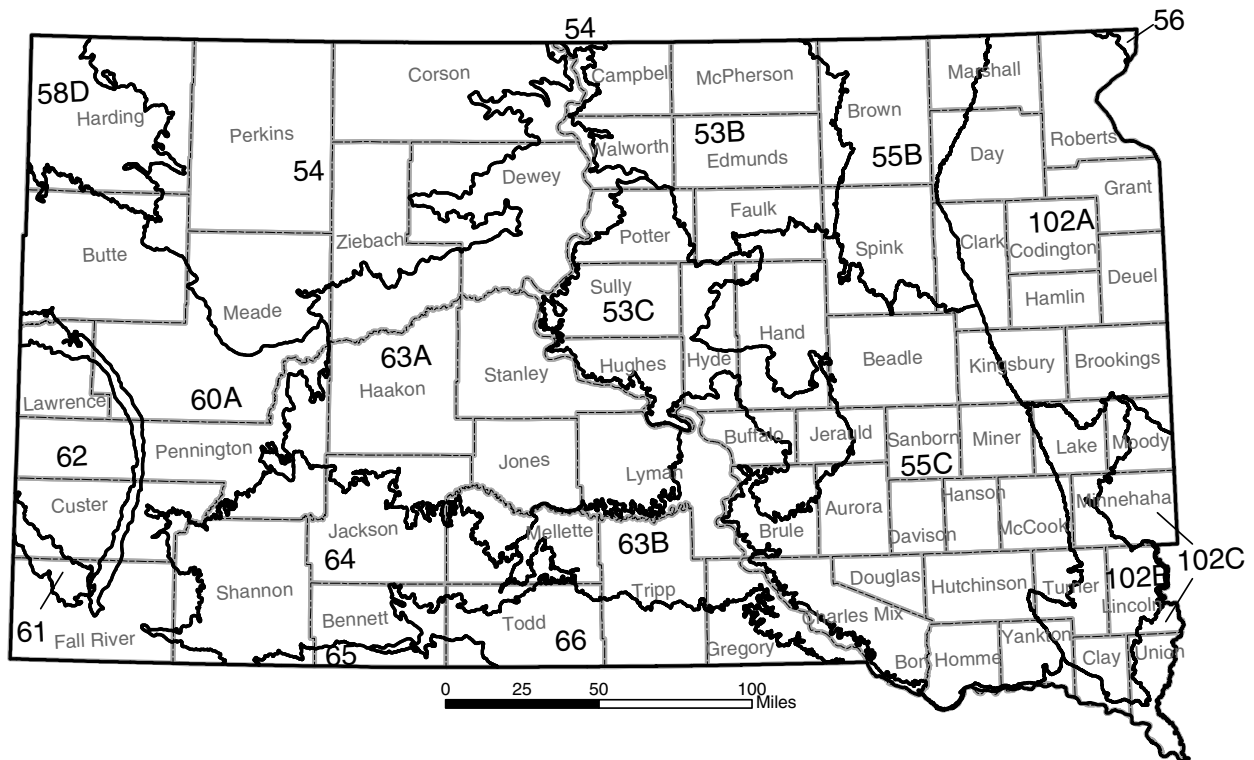 54
56
58D
Harding
Perkins
Corson
Campbel
McPherson
Marshall
Brown
Roberts
54
Dewey
Walworth
53B
Edmunds
55B
Day
Grant
Butte
Ziebach
Potter
Faulk
Spink
Clark
102A
Codington
Deuel
Meade
Sully
53C
Hamlin
Hand
63A
Haakon
Stanley
Hughes
Hyde
Beadle
Kingsbury
Brookings
Lawrence
60A
62
Pennington
Jones
Lyman
Buffalo
Jerauld
Sanborn
55C
Miner
Lake
Moody
Custer
Jackson
64
Mellette
63B
Brule
Aurora
Davison
Hanson
McCook
Minnehaha
61
Fall River
Shannon
Bennett
65
Todd
66
Tripp
Gregory
Douglas
Charles Mix
Hutchinson
Turner
102B
Lincoln
102C
Bon Homme
Yankton
Clay
Union
0 25 50 100
Miles